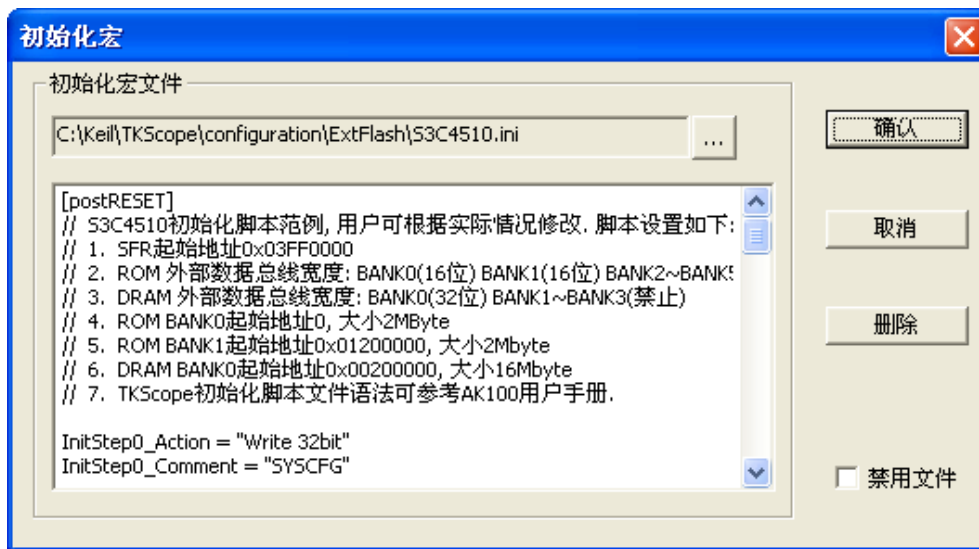 初始化宏
初始化宏文件
C:\Keil\TKScope\configuration\ExtFlash\S3C4510.ini
...
确认
[postRESET]
// S3C4510初始化脚本范例, 用户可根据实际情况修改. 脚本设置如下:
// 1. SFR起始地址0x03FF0000
// 2. ROM 外部数据总线宽度: BANK0(16位) BANK1(16位) BANK2~BANK5
// 3. DRAM 外部数据总线宽度: BANK0(32位) BANK1~BANK3(禁止)
// 4. ROM BANK0起始地址0, 大小2MByte
// 5. ROM BANK1起始地址0x01200000, 大小2Mbyte
// 6. DRAM BANK0起始地址0x00200000, 大小16Mbyte
// 7. TKScope初始化脚本文件语法可参考AK100用户手册.
InitStep0_Action = "Write 32bit"
InitStep0_Comment = "SYSCFG"
取消
删除
禁用文件